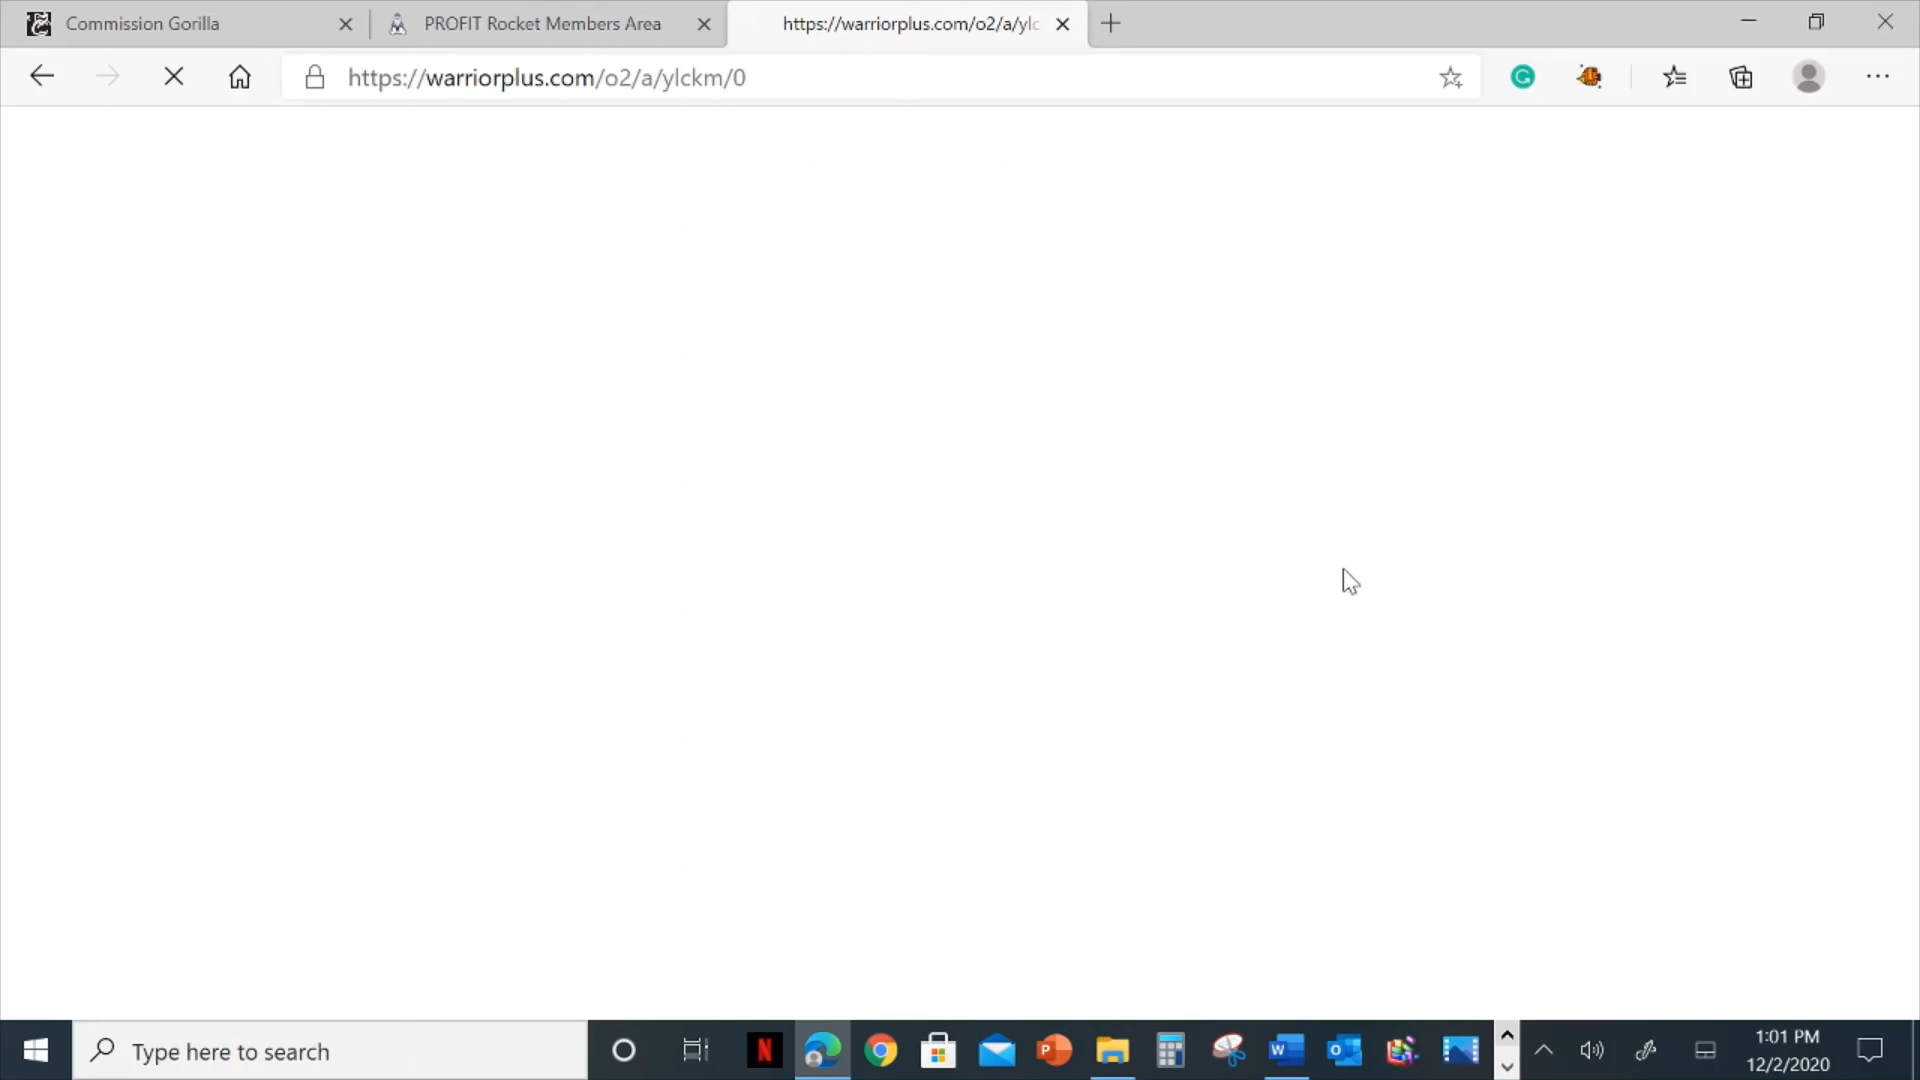 Commission Gorilla
PROFIT Rocket Members Area
https://warriorplus.com/o2/a/ylc
https://warriorplus.com/o2/a/ylckm/0
Type here to search
1:01 PM
12/2/2020